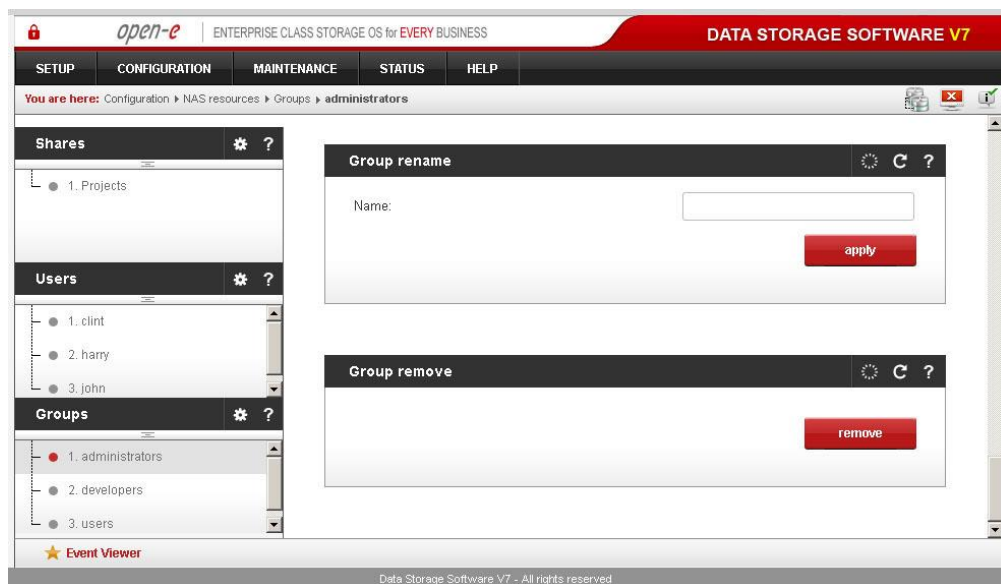 open-e ENTERPRISE CLASS STORAGE OS for EVERY BUSINESS DATA STORAGE SOFTWARE V7
SETUP CONFIGURATION MAINTENANCE STATUS HELP
You are here: Configuration NAS resources Groups administrators
Shares ?
1. Projects
Users ?
1. clint
2. harry
3. john
Groups ?
1. administrators
2. developers
3. users
Group rename ?
Name:
apply
Group remove ?
remove
Event Viewer
Data Storage Software V7 - All rights reserved